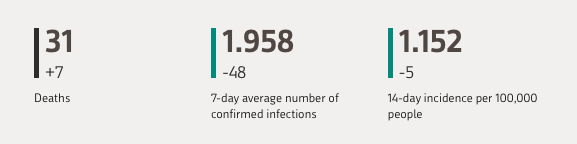 31
+7
Deaths
1.958
-48
7-day average number of
confirmed infections
1.152
-5
14-day incidence per 100,000
people